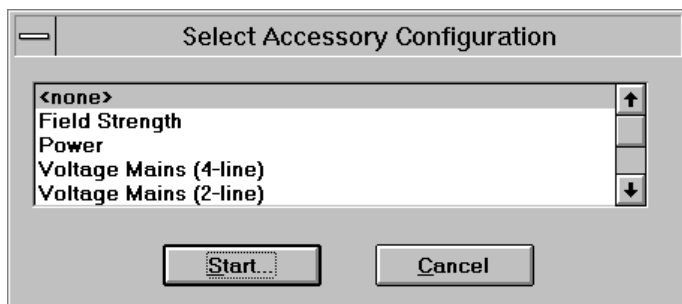 Select Accessory Configuration
<none>
Field Strength
Power
Voltage Mains (4-line)
Voltage Mains (2-line)
Start...
Cancel